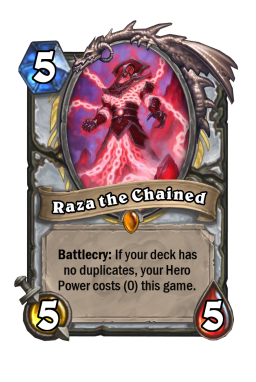 5
Raza the Chained
Battlecry: If your deck has
no duplicates, your Hero
Power costs (0) this game.
5 5